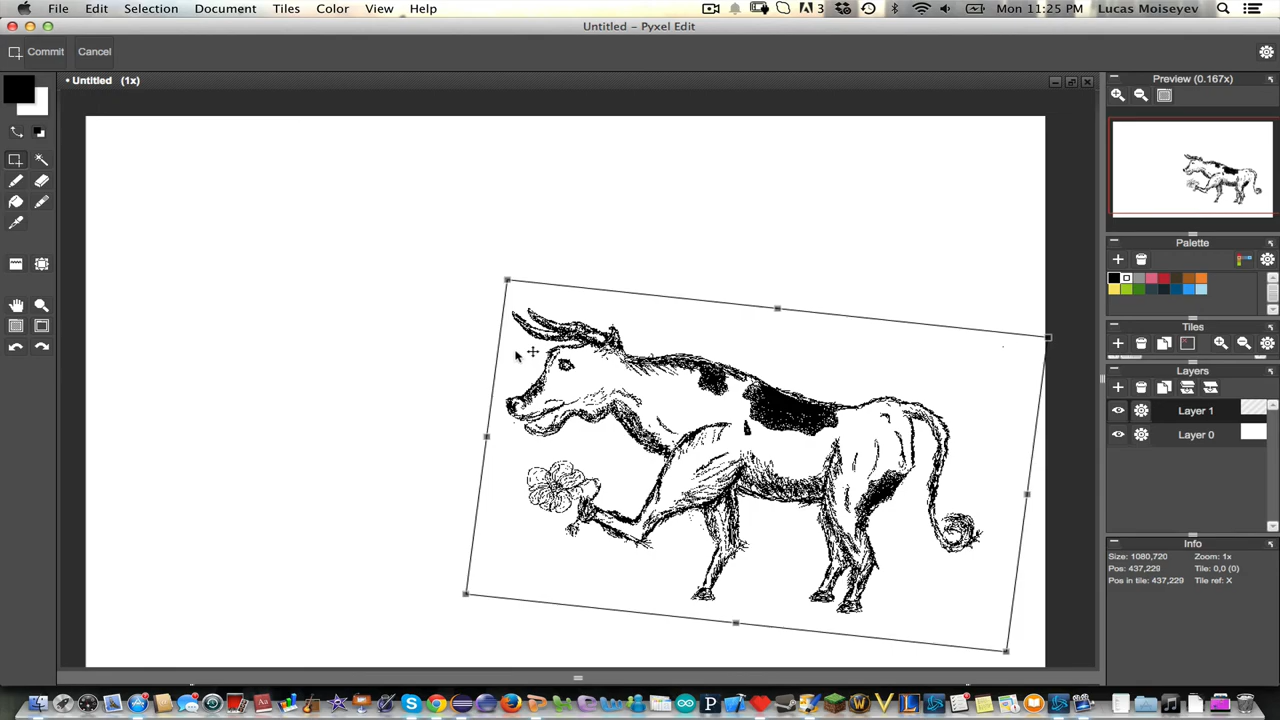 File Edit Selection Document Tiles Color View Help 3 Mon 11:25 PM Lucas Moiseyev
Untitled – Pyxel Edit
Commit Cancel
• Untitled (1x)
Preview (0.167x)
Palette
Tiles
Layers
Layer 1
Layer 0
Info
Size: 1080,720 Zoom: 1x
Pos: 437,229 Tile: 0,0 (0)
Pos in tile: 437,229 Tile ref: X